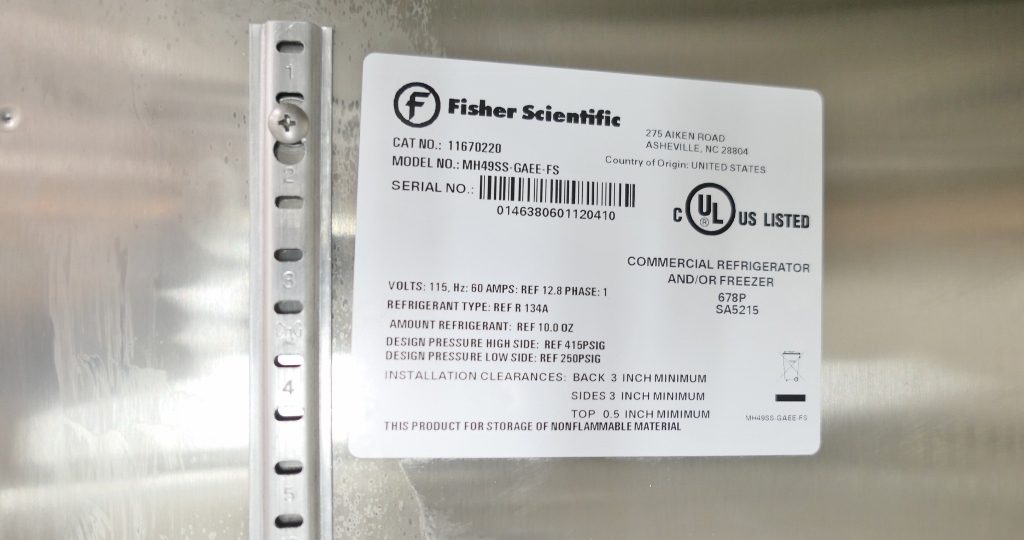 1
2
3
4
5
Fisher Scientific
275 AIKEN ROAD
ASHEVILLE, NC 28804
Country of Origin: UNITED STATES
CAT NO.: 11670220
MODEL NO.: MH49SS-GAEE-FS
SERIAL NO.:
0146380601120410
C UL ® US LISTED
COMMERCIAL REFRIGERATOR
AND/OR FREEZER
678P
SA5215
VOLTS: 115, Hz: 60 AMPS: REF 12.8 PHASE: 1
REFRIGERANT TYPE: REF R 134A
AMOUNT REFRIGERANT: REF 10.0 OZ
DESIGN PRESSURE HIGH SIDE: REF 415PSIG
DESIGN PRESSURE LOW SIDE: REF 250PSIG
INSTALLATION CLEARANCES: BACK 3 INCH MINIMUM
SIDES 3 INCH MINIMUM
TOP 0.5 INCH MIMIMUM
THIS PRODUCT FOR STORAGE OF NONFLAMMABLE MATERIAL
MH49SS-GAEE-FS